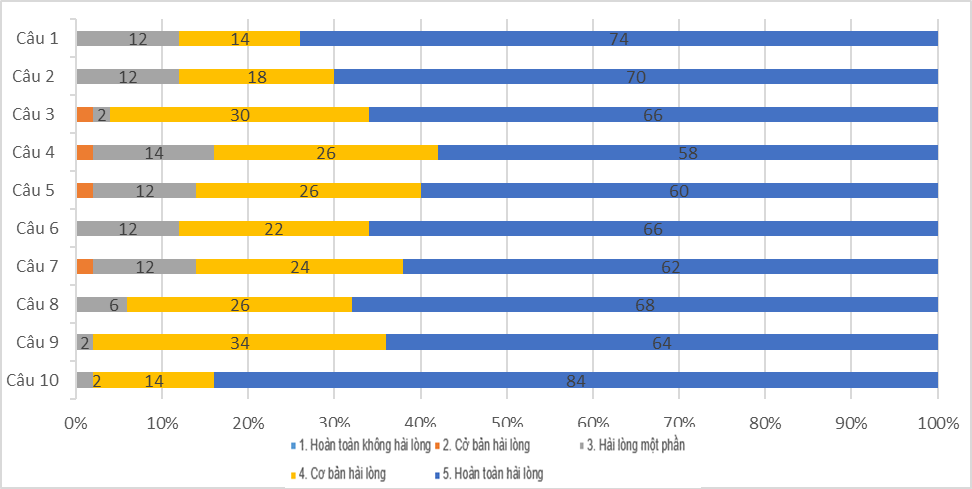 Câu 1 12 14 74
Câu 2 12 18 70
Câu 3 2 30 66
Câu 4 14 26 58
Câu 5 12 26 60
Câu 6 12 22 66
Câu 7 12 24 62
Câu 8 6 26 68
Câu 9 2 34 64
Câu 10 2 14 84
0% 10% 20% 30% 40% 50% 60% 70% 80% 90% 100%
1. Hoàn toàn không hài lòng 2. Cở bản hài lòng 3. Hài lòng một phần
4. Cơ bản hài lòng 5. Hoàn toàn hài lòng